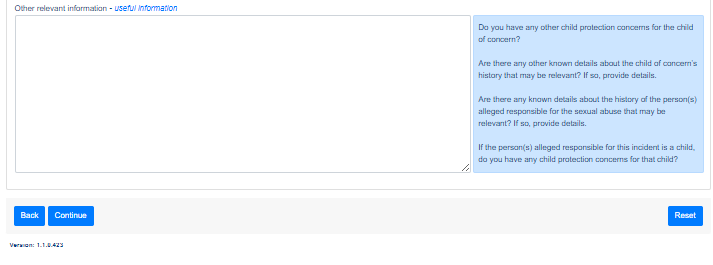 Other relevant information - useful information
Do you have any other child protection concerns for the child
of concern?
Are there any other known details about the child of concern's
history that may be relevant? If so, provide details.
Are there any known details about the history of the person(s)
alleged responsible for the sexual abuse that may be
relevant? If so, provide details.
If the person(s) alleged responsible for this incident is a child,
do you have any child protection concerns for that child?
Back
Continue
Reset
Version: 1.1.0.423